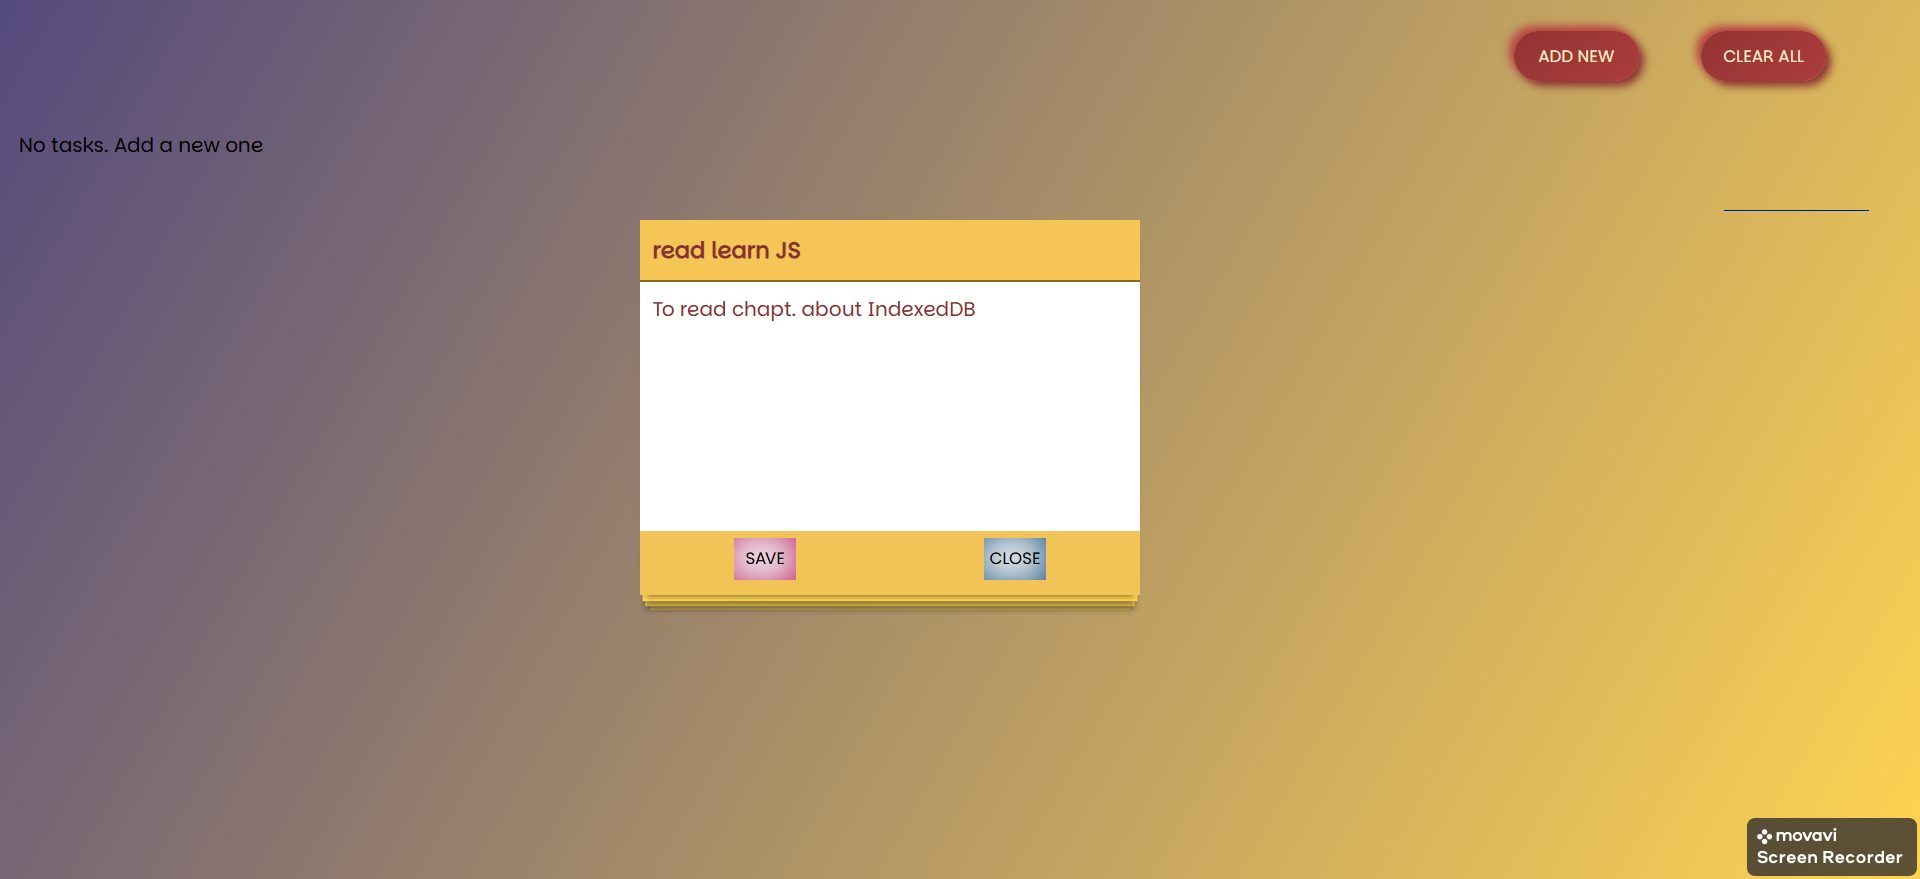 ADD NEW
CLEAR ALL
No tasks. Add a new one
read learn JS
To read chapt. about IndexedDB
SAVE
CLOSE
movavi
Screen Recorder